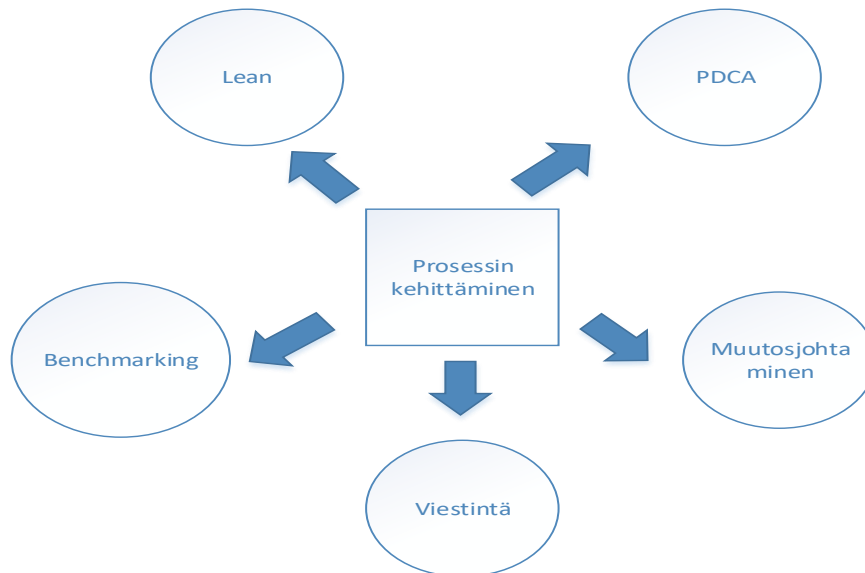 Lean
PDCA
Prosessin
kehittäminen
Benchmarking
Muutosjohta
minen
Viestintä